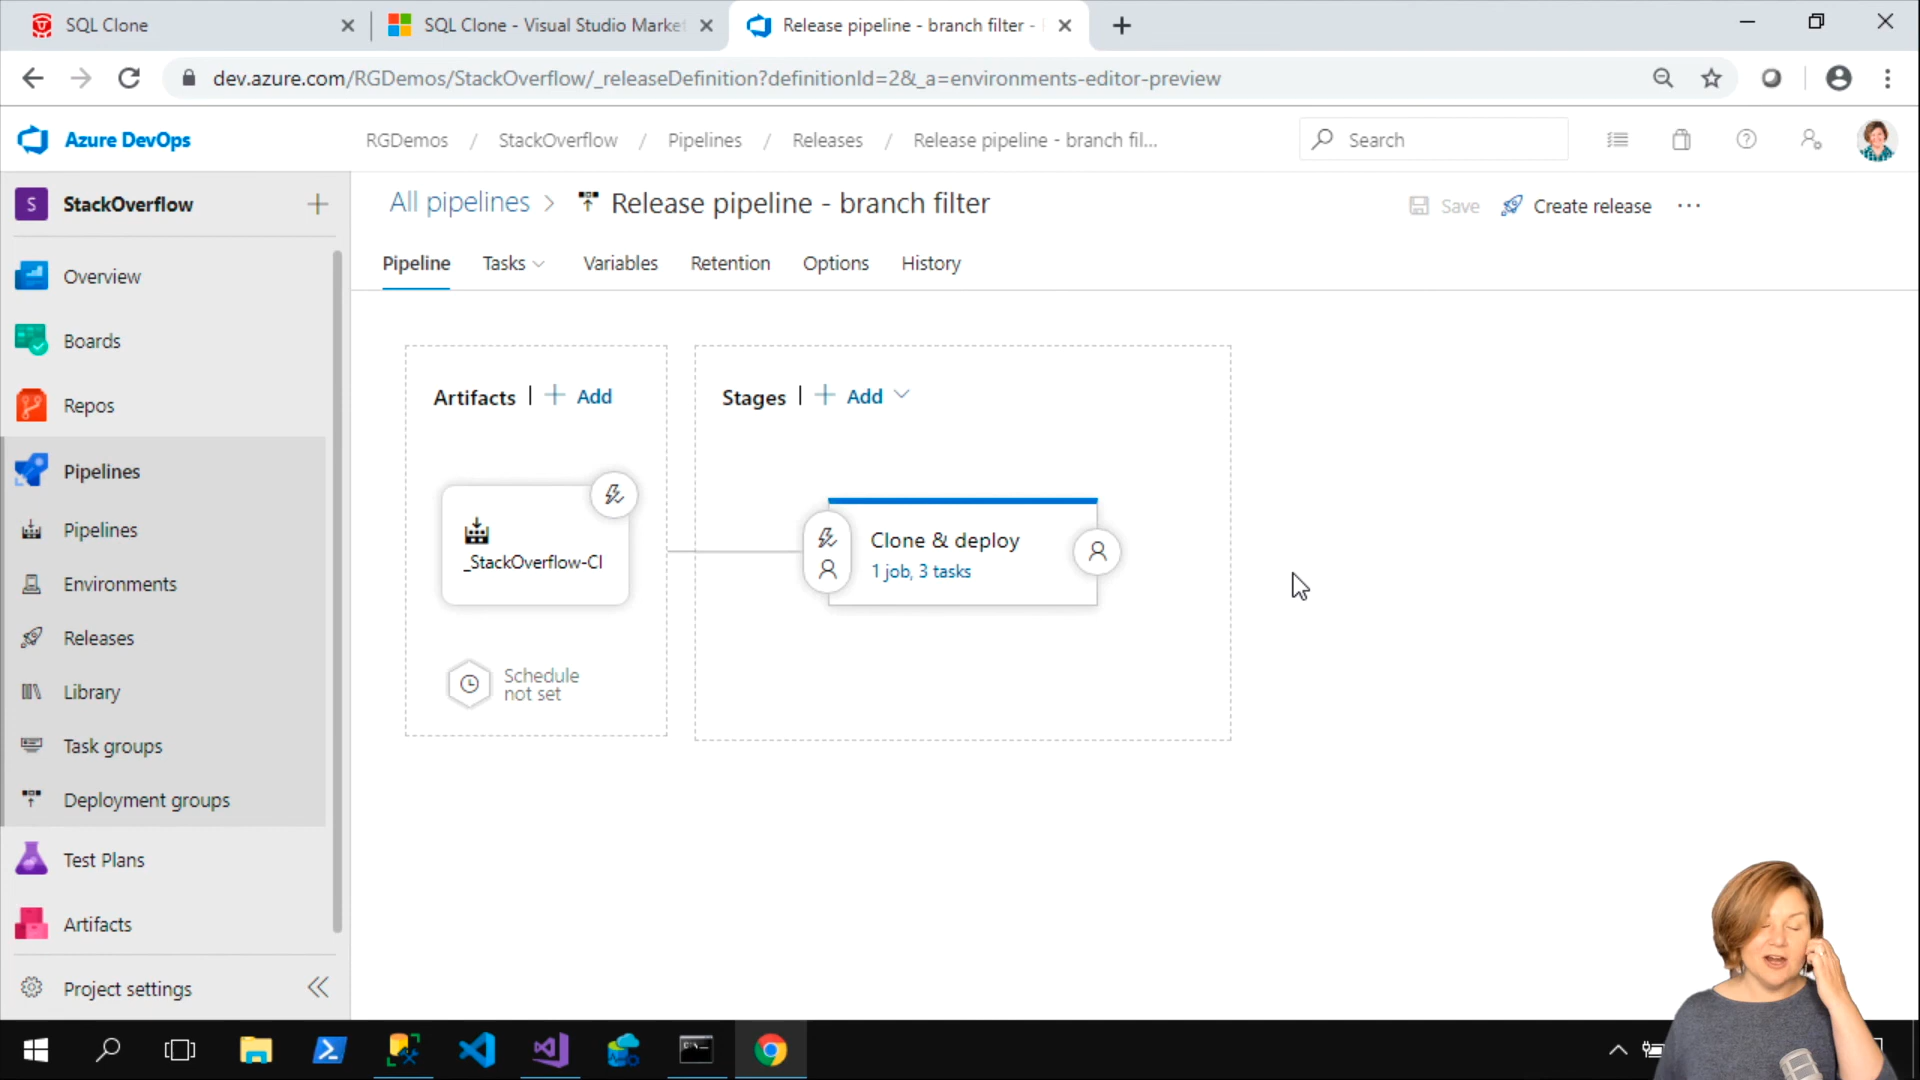 SQL Clone
SQL Clone - Visual Studio Marke
Release pipeline - branch filter -
dev.azure.com/RGDemos/StackOverflow/_releaseDefinition?definitionId=2&_a=environments-editor-preview
Azure DevOps
RGDemos / StackOverflow / Pipelines / Releases / Release pipeline - branch fil...
Search
S StackOverflow
All pipelines > Release pipeline - branch filter
Save
Create release
Pipeline
Tasks
Variables
Retention
Options
History
Overview
Boards
Repos
Pipelines
Pipelines
Environments
Releases
Library
Task groups
Deployment groups
Test Plans
Artifacts
Project settings
Artifacts | + Add
_StackOverflow-CI
Schedule
not set
Stages | + Add
Clone & deploy
1 job, 3 tasks